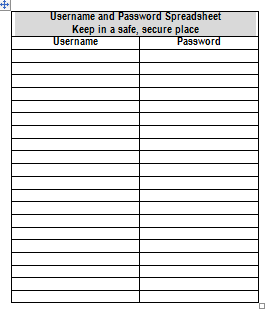 Username and Password Spreadsheet
Keep in a safe, secure place
Username Password